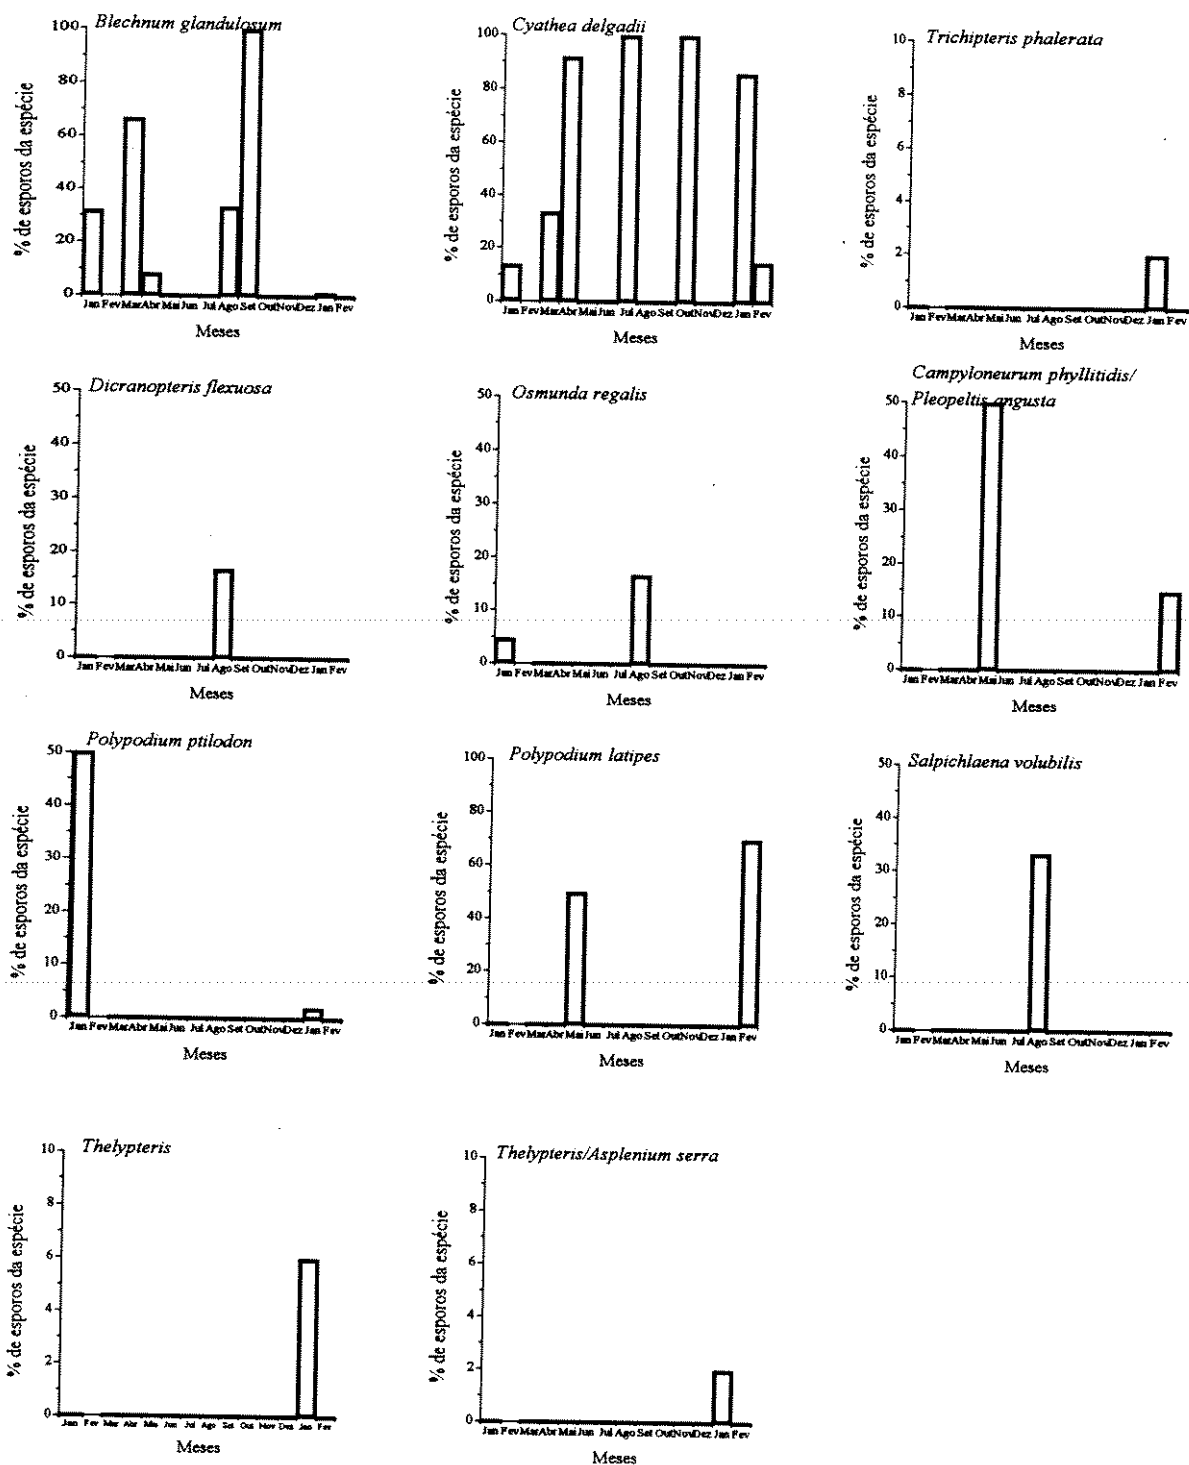 Blechnum glandulosum
% de esporos da espécie
100
80
60
40
20
0
Jan Fev Mar Abr Mai Jun Jul Ago Set Out Nov Dez Jan Fev
Meses
Cyathea delgadii
% de esporos da espécie
100
80
60
40
20
0
Jan Fev Mar Abr Mai Jun Jul Ago Set Out Nov Dez Jan Fev
Meses
Trichipteris phalerata
% de esporos da espécie
10
8
6
4
2
0
Jan Fev Mar Abr Mai Jun Jul Ago Set Out Nov Dez Jan Fev
Meses
Dicranopteris flexuosa
% de esporos da espécie
50
40
30
20
10
0
Jan Fev Mar Abr Mai Jun Jul Ago Set Out Nov Dez Jan Fev
Meses
Osmunda regalis
% de esporos da espécie
50
40
30
20
10
0
Jan Fev Mar Abr Mai Jun Jul Ago Set Out Nov Dez Jan Fev
Meses
Campyloneurum phyllitidis/
Pleopeltis angusta
% de esporos da espécie
50
40
30
20
10
0
Jan Fev Mar Abr Mai Jun Jul Ago Set Out Nov Dez Jan Fev
Meses
Polypodium ptilodon
% de esporos da espécie
50
40
30
20
10
0
Jan Fev Mar Abr Mai Jun Jul Ago Set Out Nov Dez Jan Fev
Meses
Polypodium latipes
% de esporos da espécie
100
80
60
40
20
0
Jan Fev Mar Abr Mai Jun Jul Ago Set Out Nov Dez Jan Fev
Meses
Salpichlaena volubilis
% de esporos da espécie
50
40
30
20
10
0
Jan Fev Mar Abr Mai Jun Jul Ago Set Out Nov Dez Jan Fev
Meses
Thelypteris
% de esporos da espécie
10
8
6
4
2
0
Jan Fev Mar Abr Mai Jun Jul Ago Set Out Nov Dez Jan Fev
Meses
Thelypteris/Asplenium serra
% de esporos da espécie
10
8
6
4
2
0
Jan Fev Mar Abr Mai Jun Jul Ago Set Out Nov Dez Jan Fev
Meses